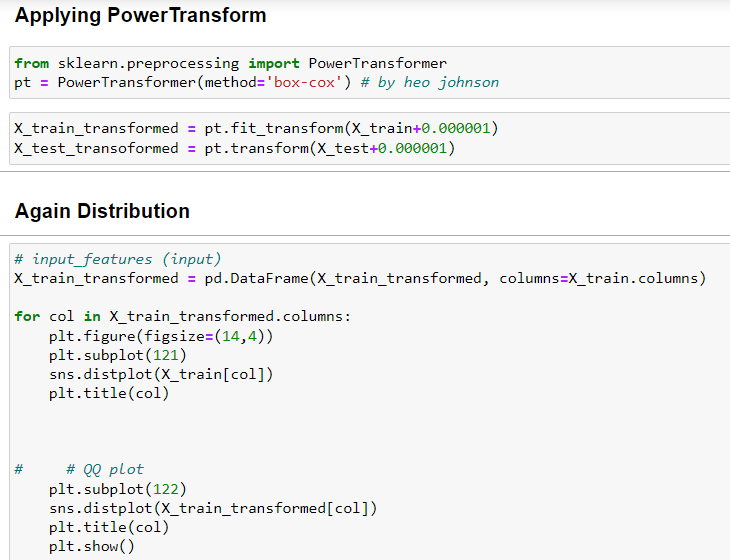 Applying PowerTransform
from sklearn.preprocessing import PowerTransformer
pt = PowerTransformer(method='box-cox') # by heo johnson
X_train_transformed = pt.fit_transform(X_train+0.000001)
X_test_transoformed = pt.transform(X_test+0.000001)
Again Distribution
# input_features (input)
X_train_transformed = pd.DataFrame(X_train_transformed, columns=X_train.columns)
for col in X_train_transformed.columns:
    plt.figure(figsize=(14,4))
    plt.subplot(121)
    sns.distplot(X_train[col])
    plt.title(col)
#     # QQ plot
    plt.subplot(122)
    sns.distplot(X_train_transformed[col])
    plt.title(col)
    plt.show()